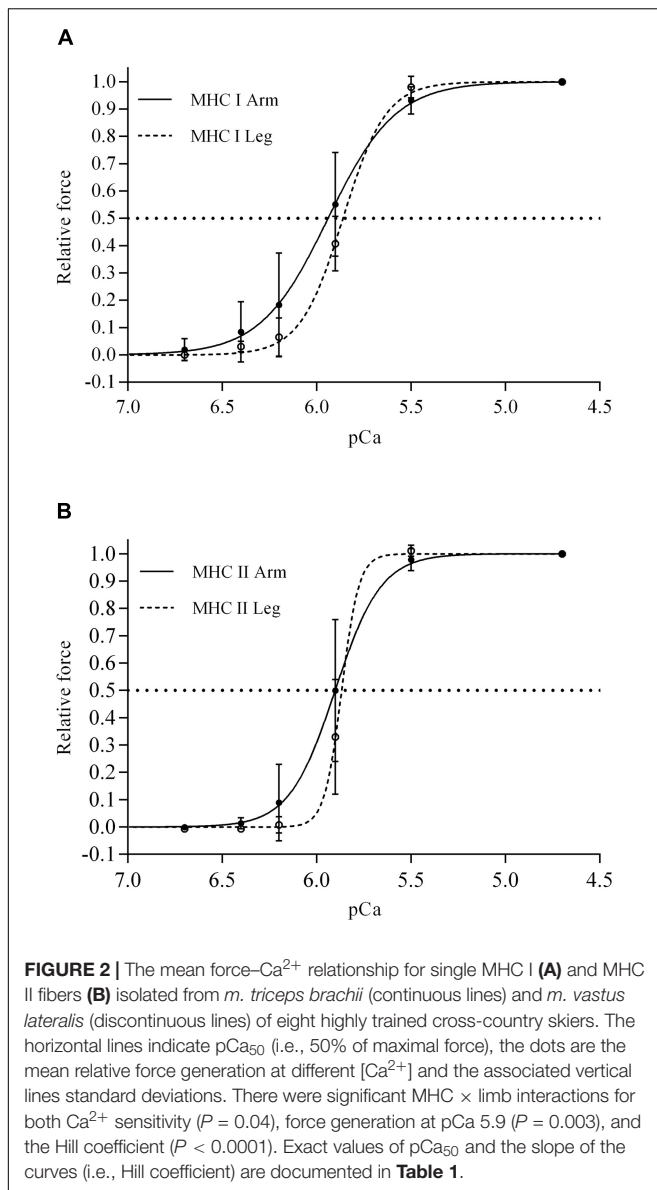 A
1.0
0.9
0.8
0.7
0.6
0.5
0.4
0.3
0.2
0.1
0.0
-0.1
Relative force
MHC I Arm
MHC I Leg
7.0 6.5 6.0 5.5 5.0 4.5
pCa
B
1.0
0.9
0.8
0.7
0.6
0.5
0.4
0.3
0.2
0.1
0.0
-0.1
Relative force
MHC II Arm
MHC II Leg
7.0 6.5 6.0 5.5 5.0 4.5
pCa
FIGURE 2 | The mean force–Ca²⁺ relationship for single MHC I (A) and MHC
II fibers (B) isolated from m. triceps brachii (continuous lines) and m. vastus
lateralis (discontinuous lines) of eight highly trained cross-country skiers. The
horizontal lines indicate pCa₅₀ (i.e., 50% of maximal force), the dots are the
mean relative force generation at different [Ca²⁺] and the associated vertical
lines standard deviations. There were significant MHC × limb interactions for
both Ca²⁺ sensitivity (P = 0.04), force generation at pCa 5.9 (P = 0.003), and
the Hill coefficient (P < 0.0001). Exact values of pCa₅₀ and the slope of the
curves (i.e., Hill coefficient) are documented in Table 1.